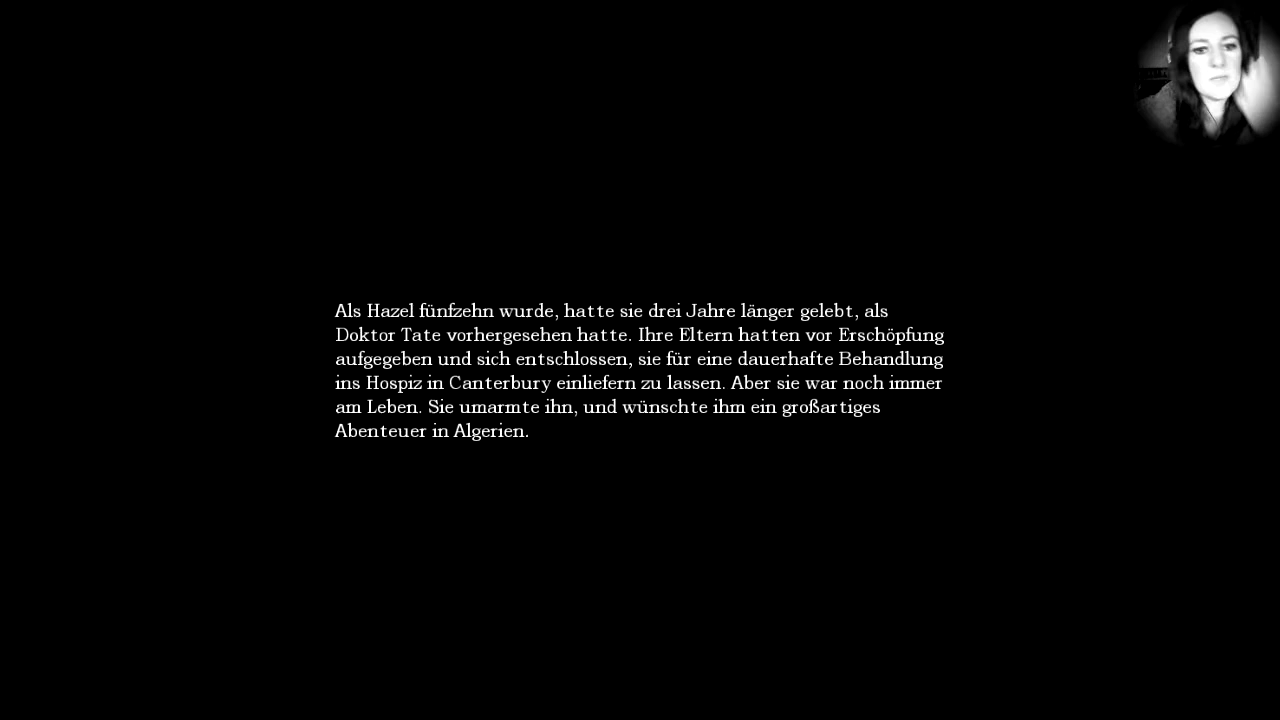 Als Hazel fünfzehn wurde, hatte sie drei Jahre länger gelebt, als
Doktor Tate vorhergesehen hatte. Ihre Eltern hatten vor Erschöpfung
aufgegeben und sich entschlossen, sie für eine dauerhafte Behandlung
ins Hospiz in Canterbury einliefern zu lassen. Aber sie war noch immer
am Leben. Sie umarmte ihn, und wünschte ihm ein großartiges
Abenteuer in Algerien.